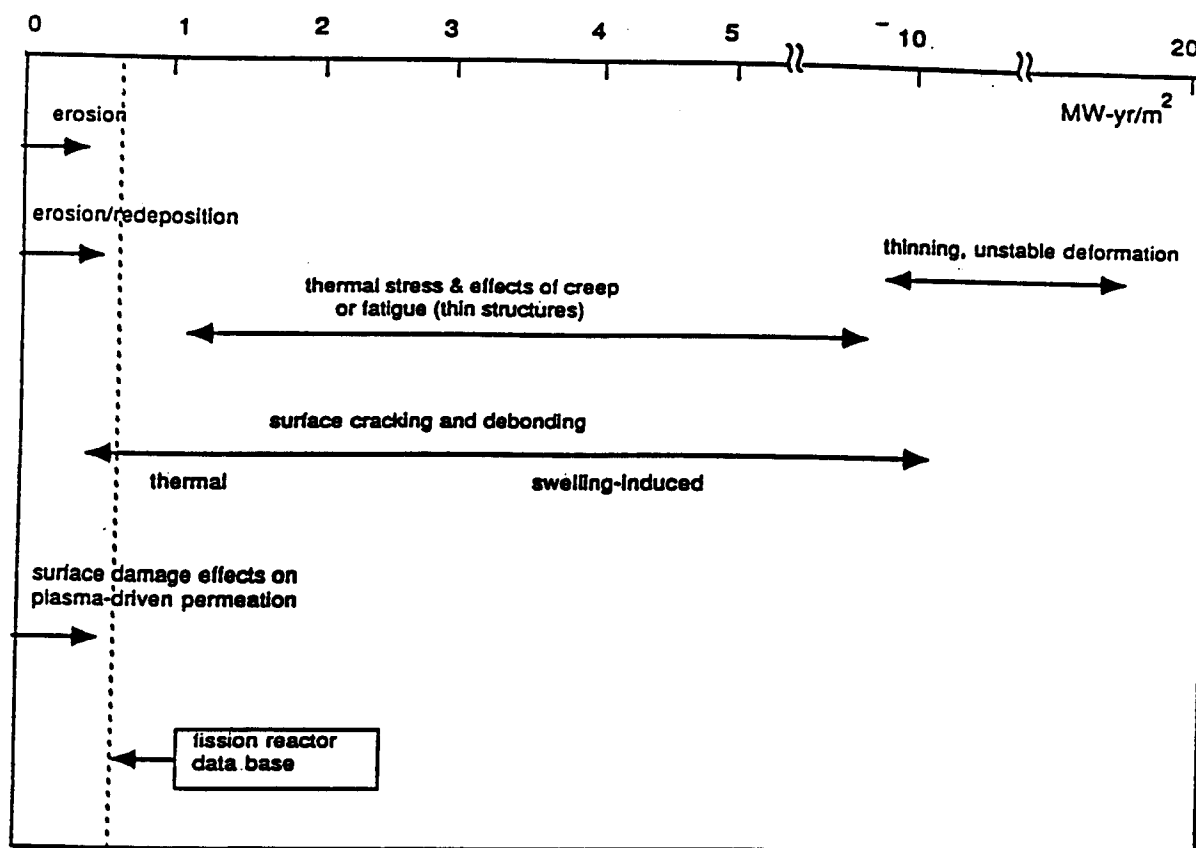 0 1 2 3 4 5 10 20
MW-yr/m²
erosion
erosion/redeposition
thinning, unstable deformation
thermal stress & effects of creep
or fatigue (thin structures)
surface cracking and debonding
thermal swelling-induced
surface damage effects on
plasma-driven permeation
fission reactor
data base